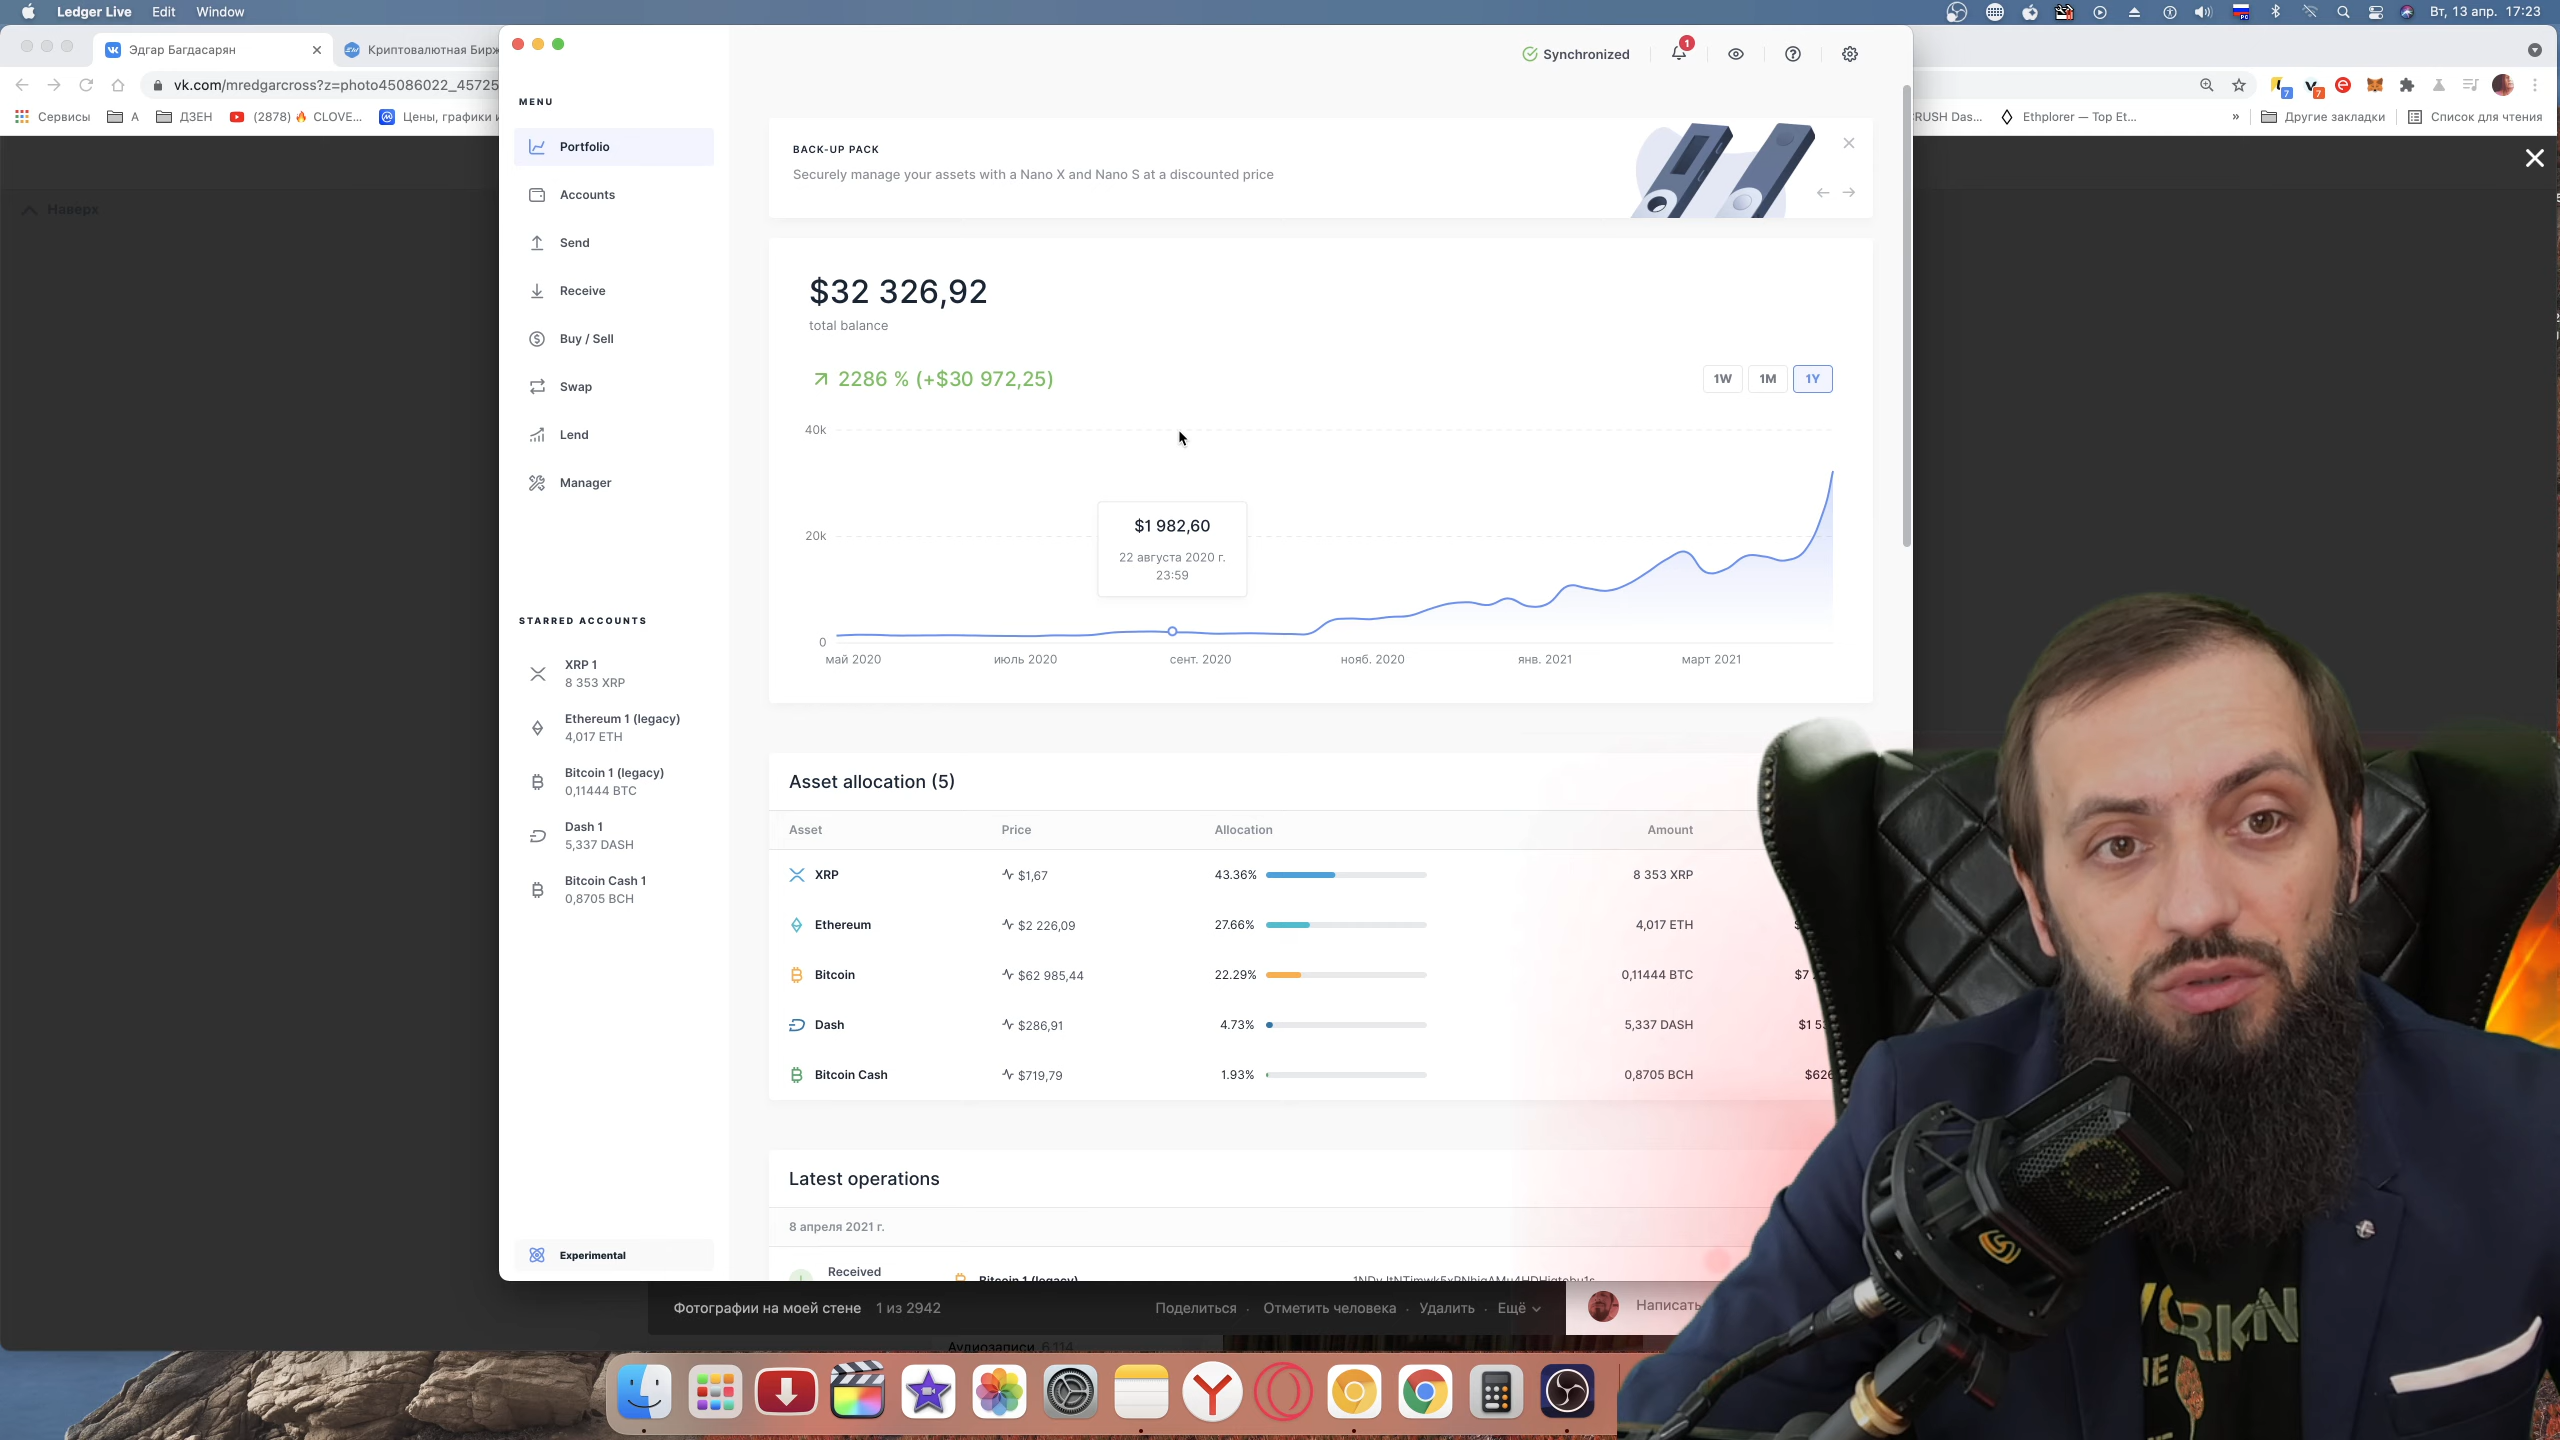 Ledger Live Edit Window
Вт, 13 апр. 17:23
Эдгар Багдасарян
Криптовалютная Бирж
vk.com/mredgarcross?z=photo45086022_45725
Сервисы A ДЗЕН (2878) CLOVE... Цены, графики и
RUSH Das... Ethplorer — Top Et... » Другие закладки Список для чтения
Наверх
Synchronized
1
MENU
Portfolio
Accounts
Send
Receive
Buy / Sell
Swap
Lend
Manager
STARRED ACCOUNTS
XRP 1
8 353 XRP
Ethereum 1 (legacy)
4,017 ETH
Bitcoin 1 (legacy)
0,11444 BTC
Dash 1
5,337 DASH
Bitcoin Cash 1
0,8705 BCH
Experimental
BACK-UP PACK
Securely manage your assets with a Nano X and Nano S at a discounted price
$32 326,92
total balance
2286 % (+$30 972,25)
1W 1M 1Y
40k
20k
0
$1 982,60
22 августа 2020 г.
23:59
май 2020 июль 2020 сент. 2020 нояб. 2020 янв. 2021 март 2021
Asset allocation (5)
Asset Price Allocation Amount
XRP $1,67 43.36% 8 353 XRP
Ethereum $2 226,09 27.66% 4,017 ETH
Bitcoin $62 985,44 22.29% 0,11444 BTC $7
Dash $286,91 4.73% 5,337 DASH $1 53
Bitcoin Cash $719,79 1.93% 0,8705 BCH $626
Latest operations
8 апреля 2021 г.
Received
Bitcoin 1 (legacy)
Фотографии на моей стене 1 из 2942
Поделиться · Отметить человека · Удалить · Ещё
Написать
Аудиозаписи 6 114